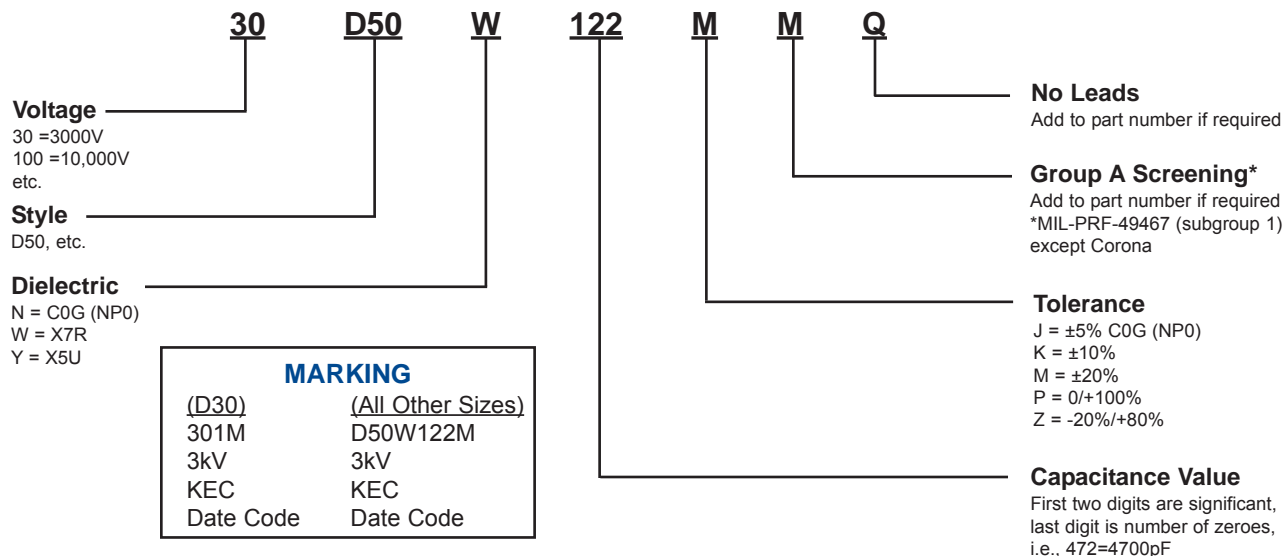 30 D50 W 122 M M Q
Voltage
30 =3000V
100 =10,000V
etc.
Style
D50, etc.
Dielectric
N = C0G (NP0)
W = X7R
Y = X5U
MARKING
(D30) (All Other Sizes)
301M D50W122M
3kV 3kV
KEC KEC
Date Code Date Code
No Leads
Add to part number if required
Group A Screening*
Add to part number if required
*MIL-PRF-49467 (subgroup 1)
except Corona
Tolerance
J = ±5% C0G (NP0)
K = ±10%
M = ±20%
P = 0/+100%
Z = -20%/+80%
Capacitance Value
First two digits are significant,
last digit is number of zeroes,
i.e., 472=4700pF